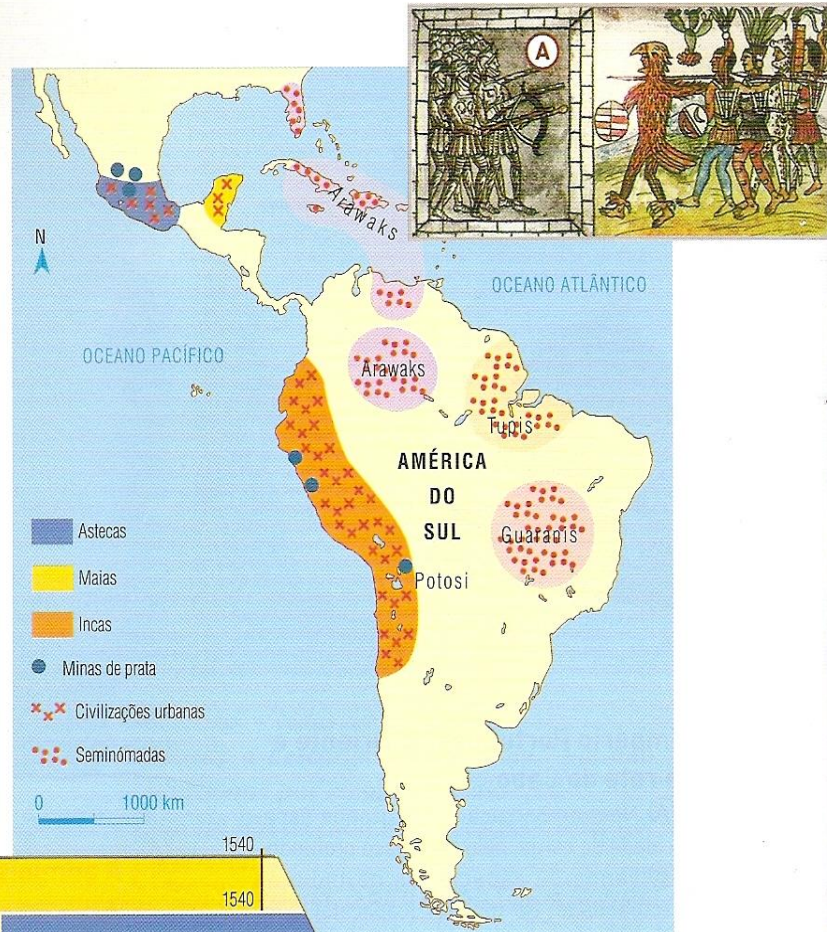 A
N
Arawaks
OCEANO ATLÂNTICO
OCEANO PACÍFICO
Arawaks
Tupis
AMÉRICA
DO
SUL
Guaranis
Potosi
Astecas
Maias
Incas
Minas de prata
Civilizações urbanas
Seminómadas
0 1000 km
1540
1540